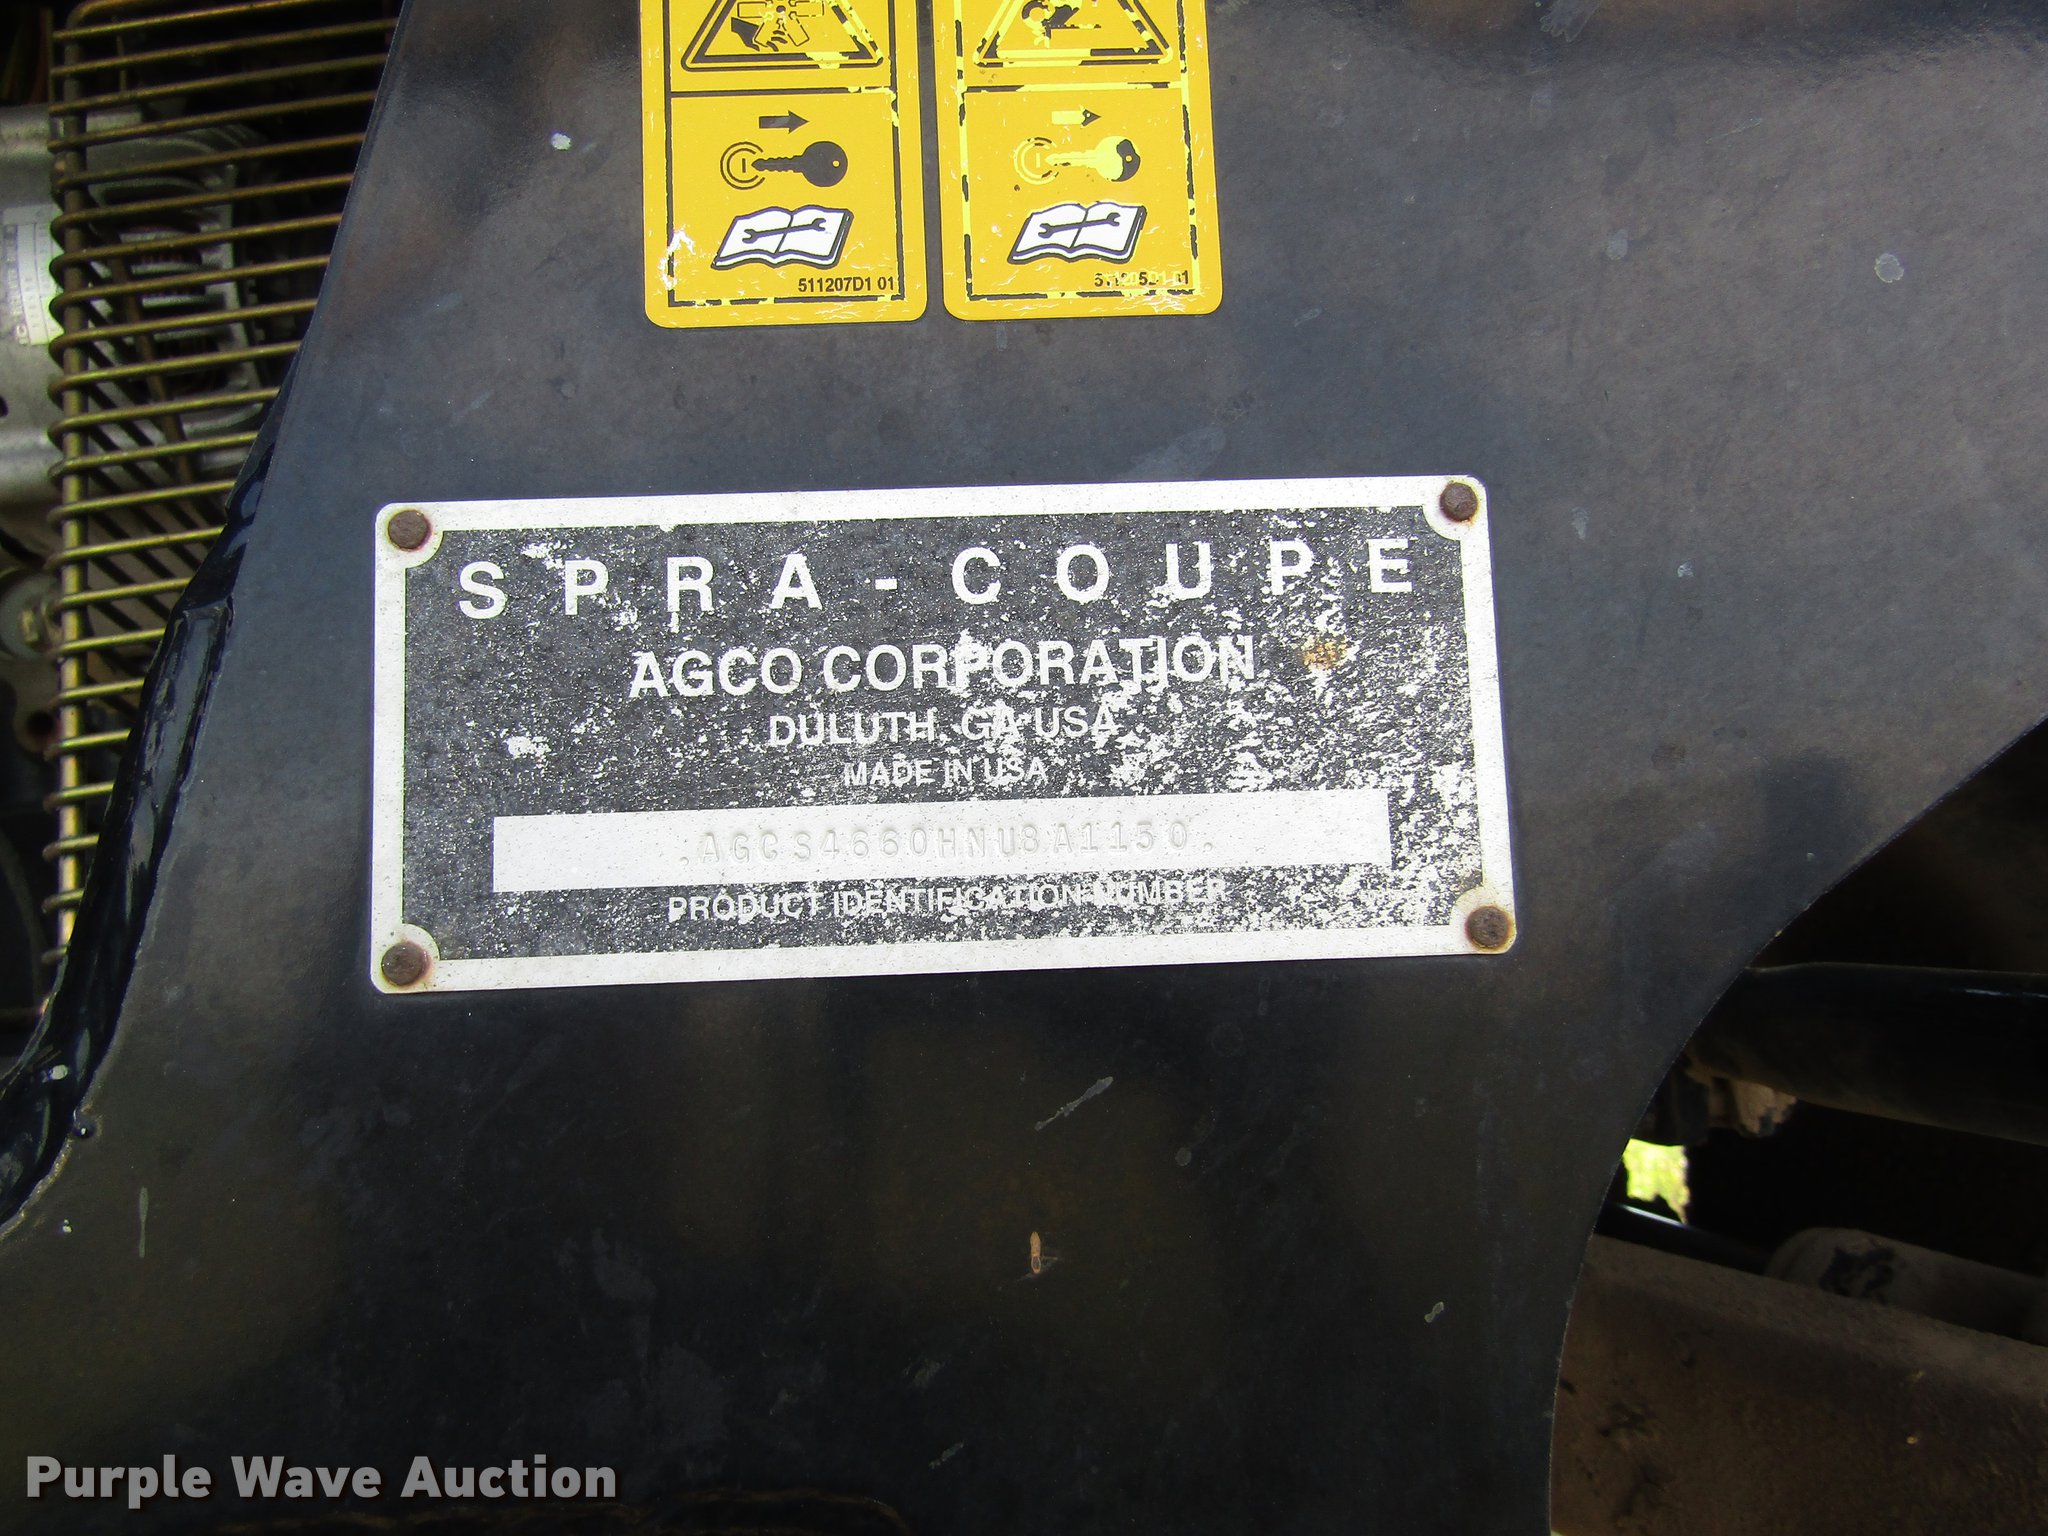 511207D1 01
SPRA-COUPE
AGCO CORPORATION
DULUTH, GA USA
MADE IN USA
.AGCS4660HNU8A1150.
PRODUCT IDENTIFICATION NUMBER
Purple Wave Auction